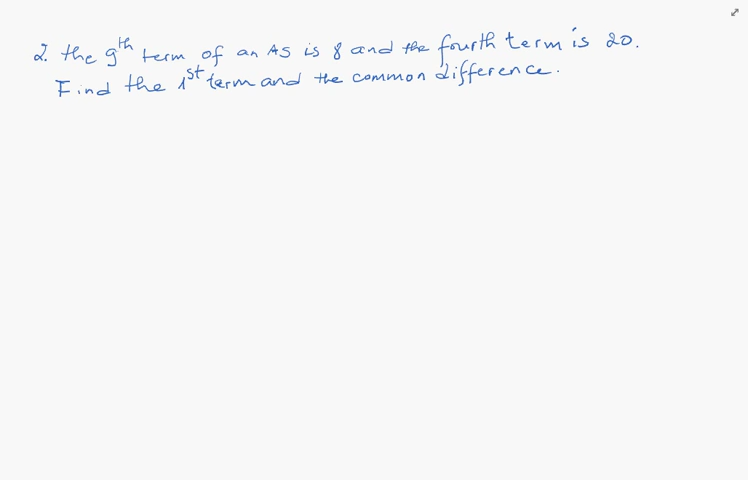 2. the 9th term of an AS is 8 and the fourth term is 20.
Find the 1st term and the common difference.